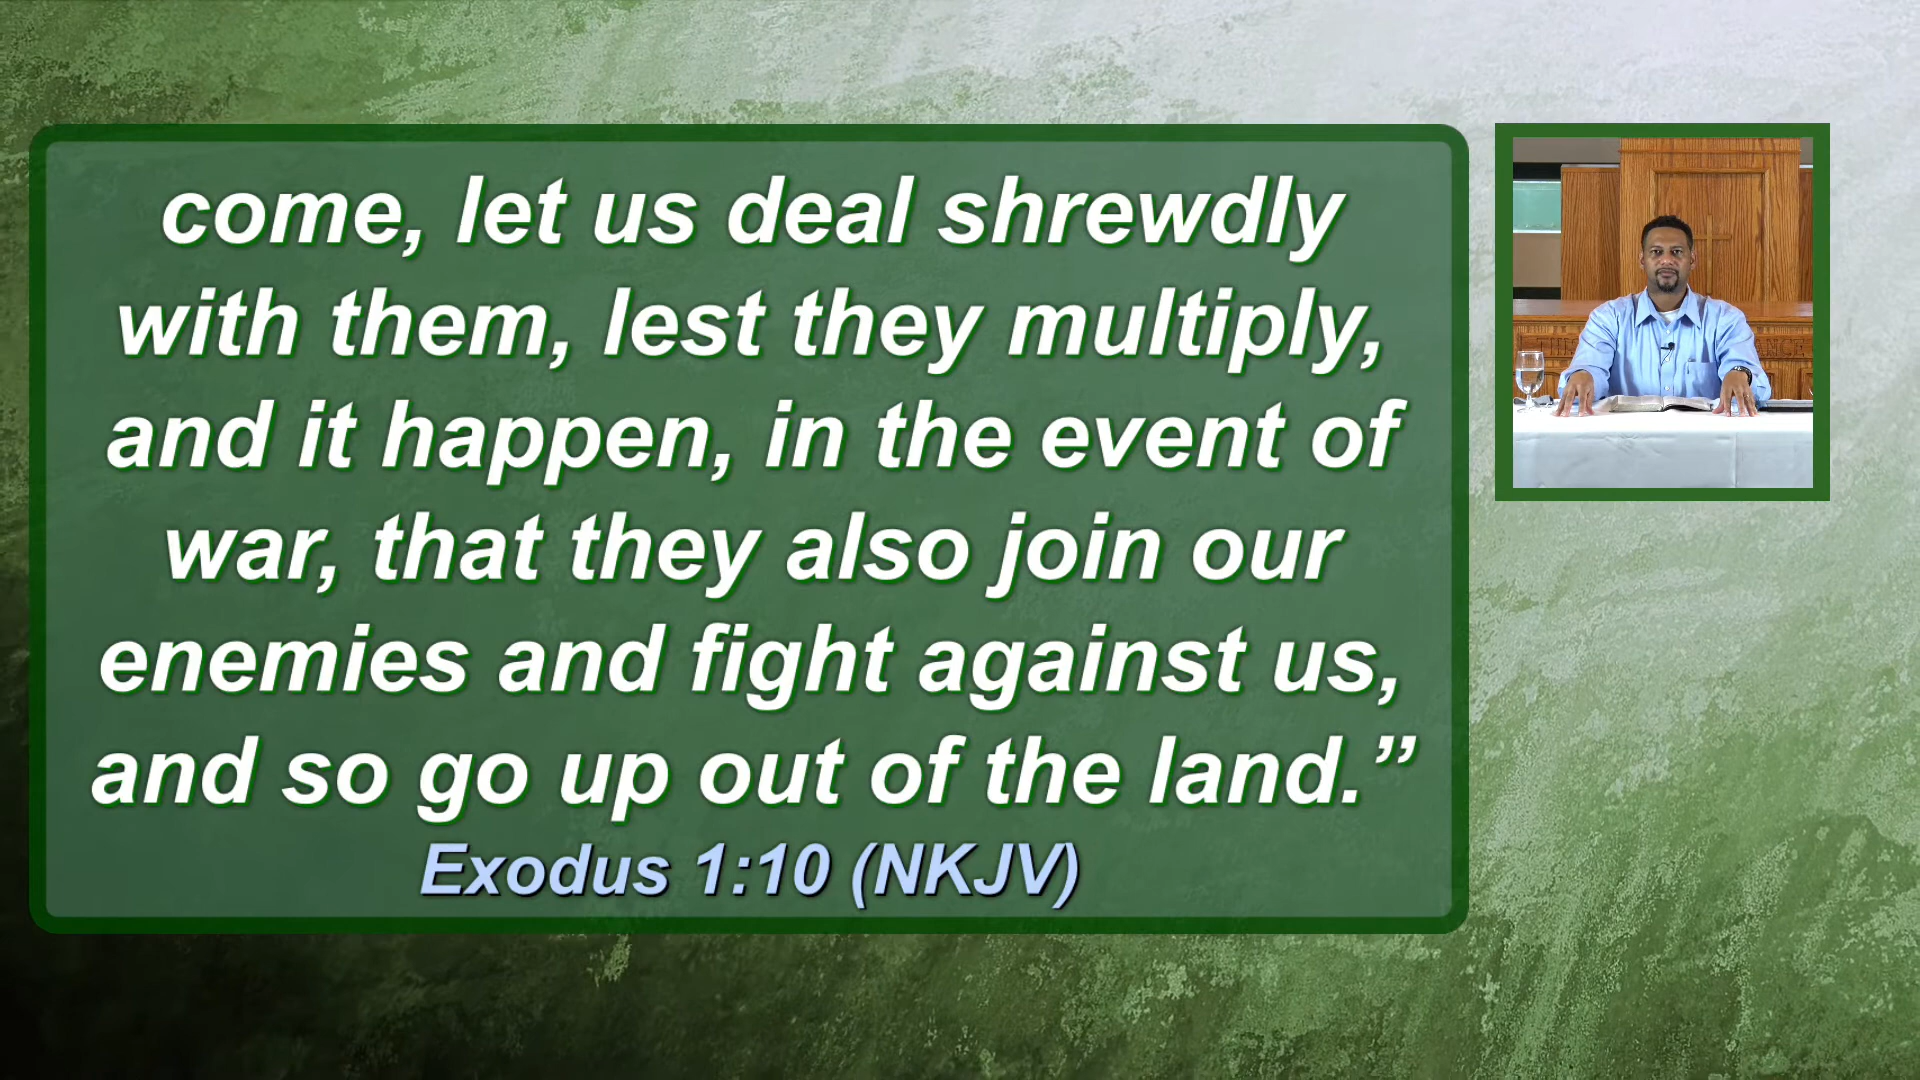 come, let us deal shrewdly
with them, lest they multiply,
and it happen, in the event of
war, that they also join our
enemies and fight against us,
and so go up out of the land.”
Exodus 1:10 (NKJV)